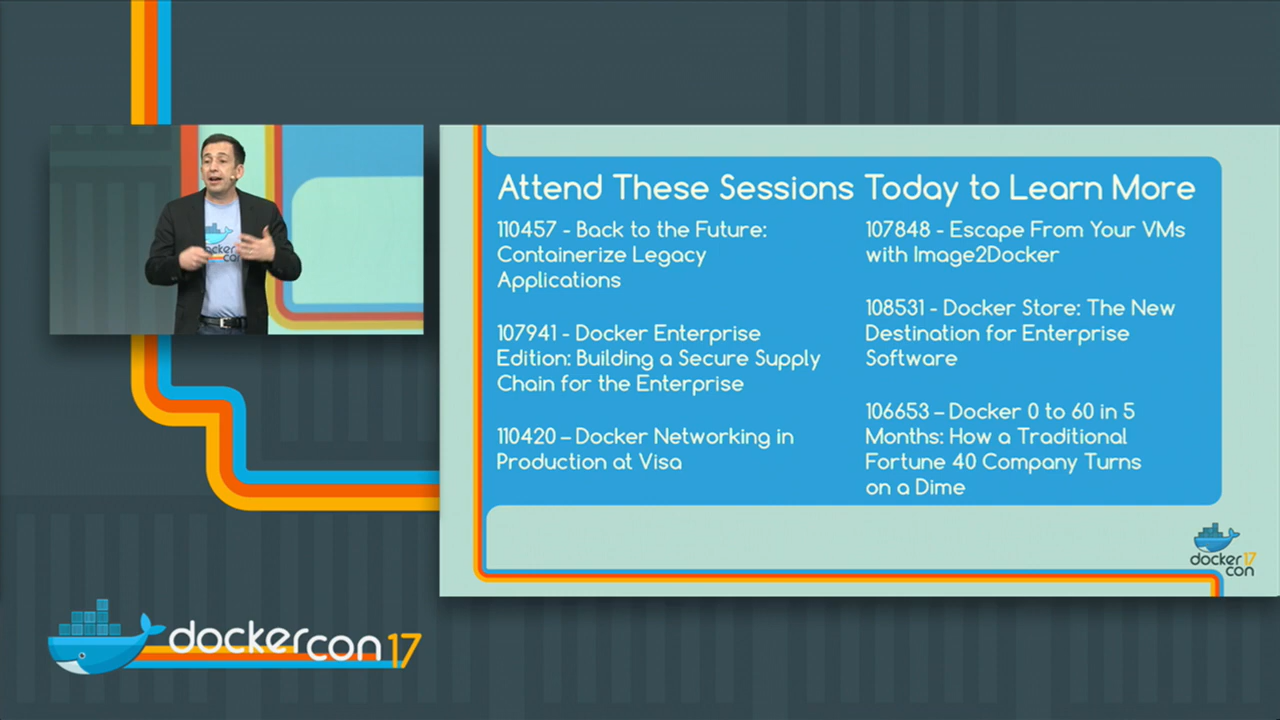 Attend These Sessions Today to Learn More
110457 - Back to the Future:
Containerize Legacy
Applications
107941 - Docker Enterprise
Edition: Building a Secure Supply
Chain for the Enterprise
110420 – Docker Networking in
Production at Visa
107848 - Escape From Your VMs
with Image2Docker
108531 - Docker Store: The New
Destination for Enterprise
Software
106653 – Docker 0 to 60 in 5
Months: How a Traditional
Fortune 40 Company Turns
on a Dime
docker 17
con
dockercon 17